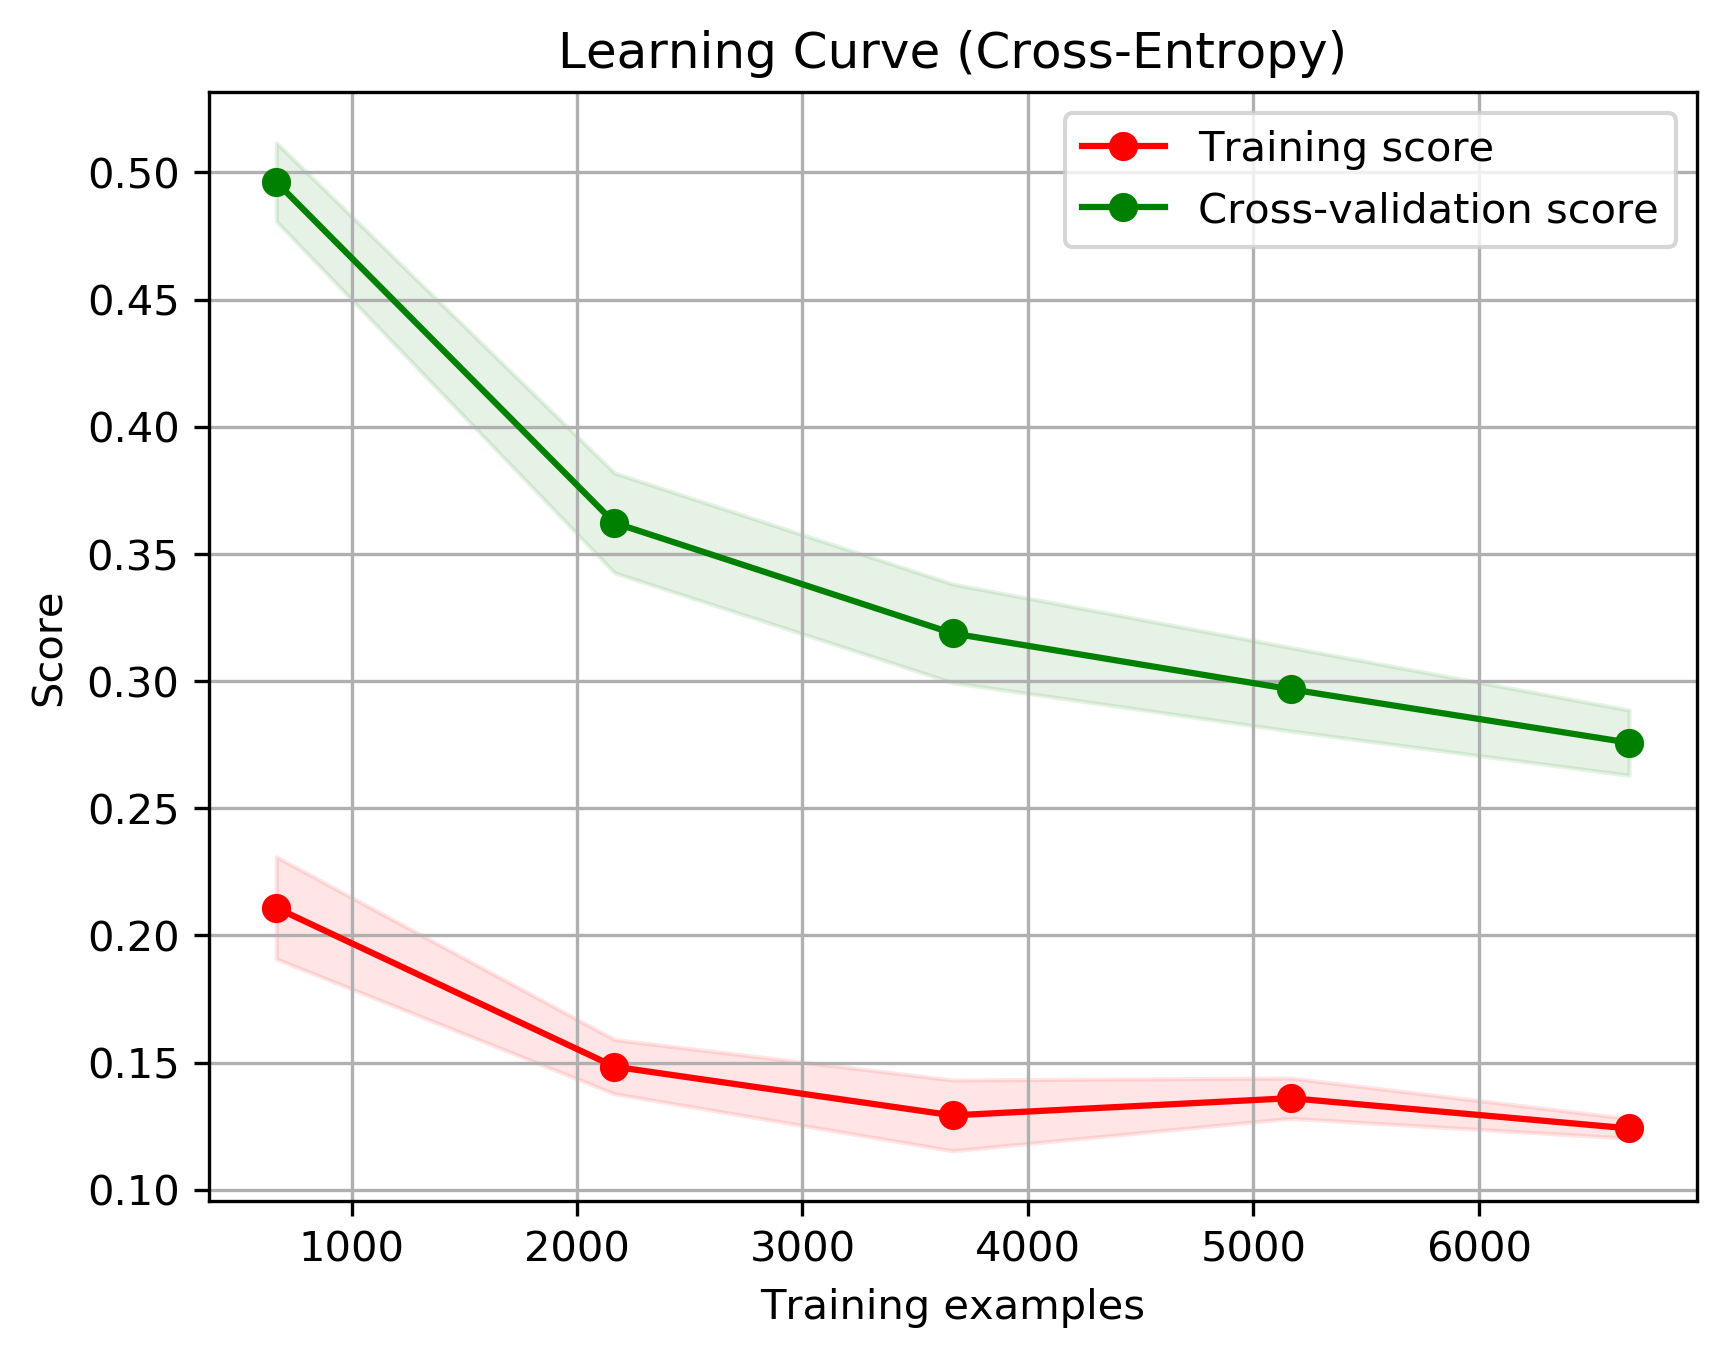 Learning Curve (Cross-Entropy)
Training score
Cross-validation score
0.50
0.45
0.40
0.35
0.30
0.25
0.20
0.15
0.10
Score
1000 2000 3000 4000 5000 6000
Training examples